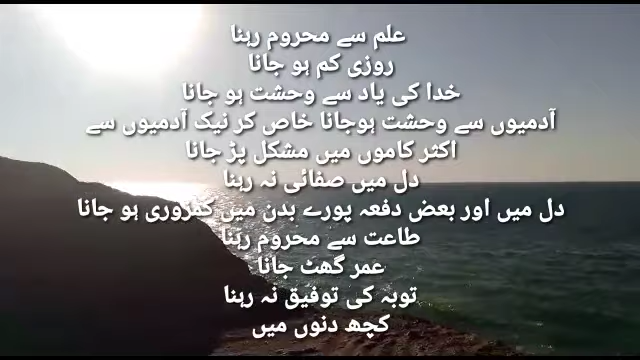 علم سے محروم رہنا
روزی کم ہو جانا
خدا کی یاد سے وحشت ہو جانا
آدمیوں سے وحشت ہوجانا خاص کر نیک آدمیوں سے
اکثر کاموں میں مشکل پڑ جانا
دل میں صفائی نہ رہنا
دل میں اور بعض دفعہ پورے بدن میں کمزوری ہو جانا
طاعت سے محروم رہنا
عمر گھٹ جانا
توبہ کی توفیق نہ رہنا
کچھ دنوں میں